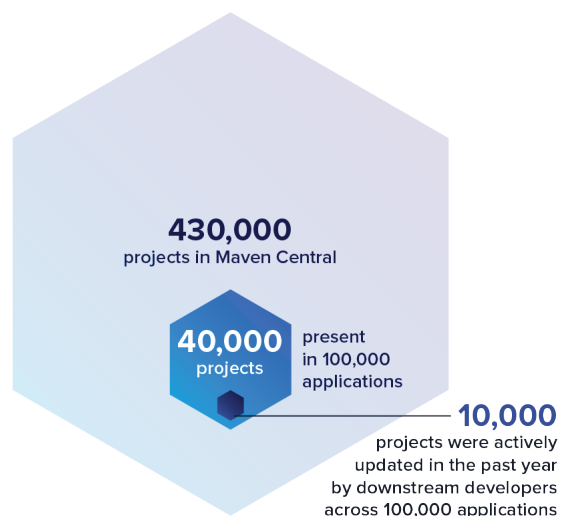 430,000
projects in Maven Central
40,000
projects
present
in 100,000
applications
10,000
projects were actively
updated in the past year
by downstream developers
across 100,000 applications